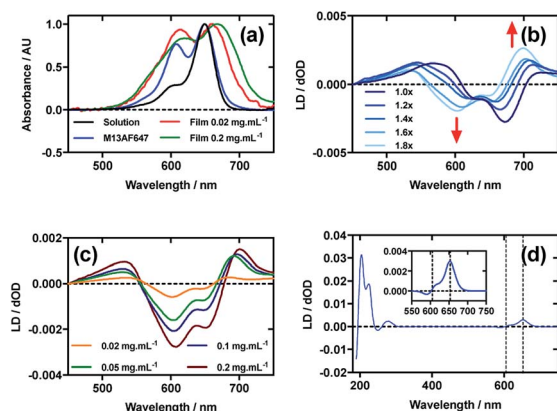 (a)
1.0
0.5
0.0
-0.5
Absorbance / AU
Solution
Film 0.02 mg.mL⁻¹
M13AF647
Film 0.2 mg.mL⁻¹
500 600 700
Wavelength / nm
(b)
0.005
0.000
-0.005
LD / dOD
1.0x
1.2x
1.4x
1.6x
1.8x
500 600 700
Wavelength / nm
(c)
0.002
0.000
-0.002
-0.004
LD / dOD
0.02 mg.mL⁻¹
0.1 mg.mL⁻¹
0.05 mg.mL⁻¹
0.2 mg.mL⁻¹
500 600 700
Wavelength / nm
(d)
0.04
0.03
0.02
0.01
0.00
-0.01
-0.02
LD / dOD
0.004
0.002
0.000
550 600 650 700 750
200 400 600
Wavelength / nm